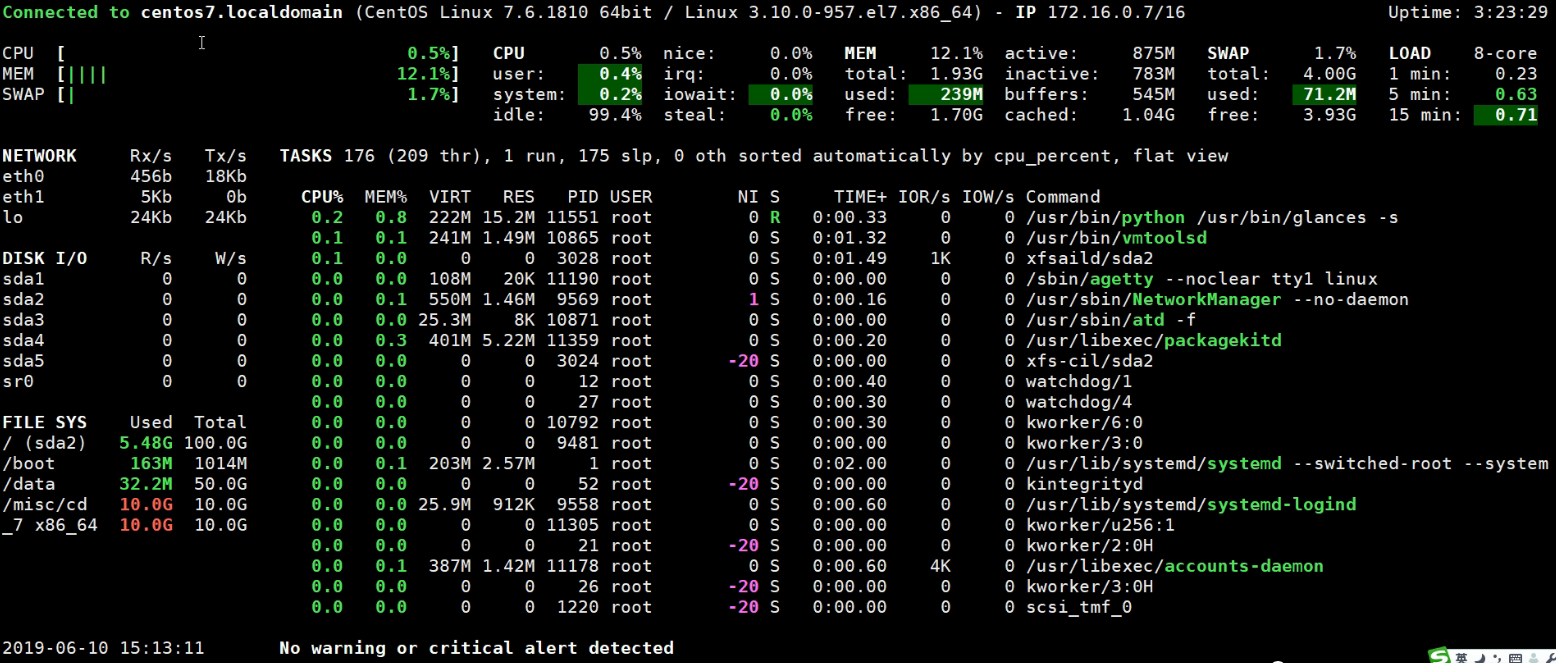 Connected to centos7.localdomain (CentOS Linux 7.6.1810 64bit / Linux 3.10.0-957.el7.x86_64) - IP 172.16.0.7/16 Uptime: 3:23:29
CPU [ 0.5%] CPU 0.5% nice: 0.0% MEM 12.1% active: 875M SWAP 1.7% LOAD 8-core
MEM [|||| 12.1%] user: 0.4% irq: 0.0% total: 1.93G inactive: 783M total: 4.00G 1 min: 0.23
SWAP [| 1.7%] system: 0.2% iowait: 0.0% used: 239M buffers: 545M used: 71.2M 5 min: 0.63
idle: 99.4% steal: 0.0% free: 1.70G cached: 1.04G free: 3.93G 15 min: 0.71
NETWORK Rx/s Tx/s TASKS 176 (209 thr), 1 run, 175 slp, 0 oth sorted automatically by cpu_percent, flat view
eth0 456b 18Kb
eth1 5Kb 0b CPU% MEM% VIRT RES PID USER NI S TIME+ IOR/s IOW/s Command
lo 24Kb 24Kb 0.2 0.8 222M 15.2M 11551 root 0 R 0:00.33 0 0 /usr/bin/python /usr/bin/glances -s
0.1 0.1 241M 1.49M 10865 root 0 S 0:01.32 0 0 /usr/bin/vmtoolsd
DISK I/O R/s W/s 0.1 0.0 0 0 3028 root 0 S 0:01.49 1K 0 xfsaild/sda2
sda1 0 0 0.0 0.0 108M 20K 11190 root 0 S 0:00.00 0 0 /sbin/agetty --noclear tty1 linux
sda2 0 0 0.0 0.1 550M 1.46M 9569 root 1 S 0:00.16 0 0 /usr/sbin/NetworkManager --no-daemon
sda3 0 0 0.0 0.0 25.3M 8K 10871 root 0 S 0:00.00 0 0 /usr/sbin/atd -f
sda4 0 0 0.0 0.3 401M 5.22M 11359 root 0 S 0:00.20 0 0 /usr/libexec/packagekitd
sda5 0 0 0.0 0.0 0 0 3024 root -20 S 0:00.00 0 0 xfs-cil/sda2
sr0 0 0 0.0 0.0 0 0 12 root 0 S 0:00.40 0 0 watchdog/1
0.0 0.0 0 0 27 root 0 S 0:00.30 0 0 watchdog/4
FILE SYS Used Total 0.0 0.0 0 0 10792 root 0 S 0:00.30 0 0 kworker/6:0
/ (sda2) 5.48G 100.0G 0.0 0.0 0 0 9481 root 0 S 0:00.00 0 0 kworker/3:0
/boot 163M 1014M 0.0 0.1 203M 2.57M 1 root 0 S 0:02.00 0 0 /usr/lib/systemd/systemd --switched-root --system
/data 32.2M 50.0G 0.0 0.0 0 0 52 root -20 S 0:00.00 0 0 kintegrityd
/misc/cd 10.0G 10.0G 0.0 0.0 25.9M 912K 9558 root 0 S 0:00.60 0 0 /usr/lib/systemd/systemd-logind
_7 x86_64 10.0G 10.0G 0.0 0.0 0 0 11305 root 0 S 0:00.00 0 0 kworker/u256:1
0.0 0.0 0 0 21 root -20 S 0:00.00 0 0 kworker/2:0H
0.0 0.1 387M 1.42M 11178 root 0 S 0:00.60 4K 0 /usr/libexec/accounts-daemon
0.0 0.0 0 0 26 root -20 S 0:00.00 0 0 kworker/3:0H
0.0 0.0 0 0 1220 root -20 S 0:00.00 0 0 scsi_tmf_0
2019-06-10 15:13:11 No warning or critical alert detected
S 英